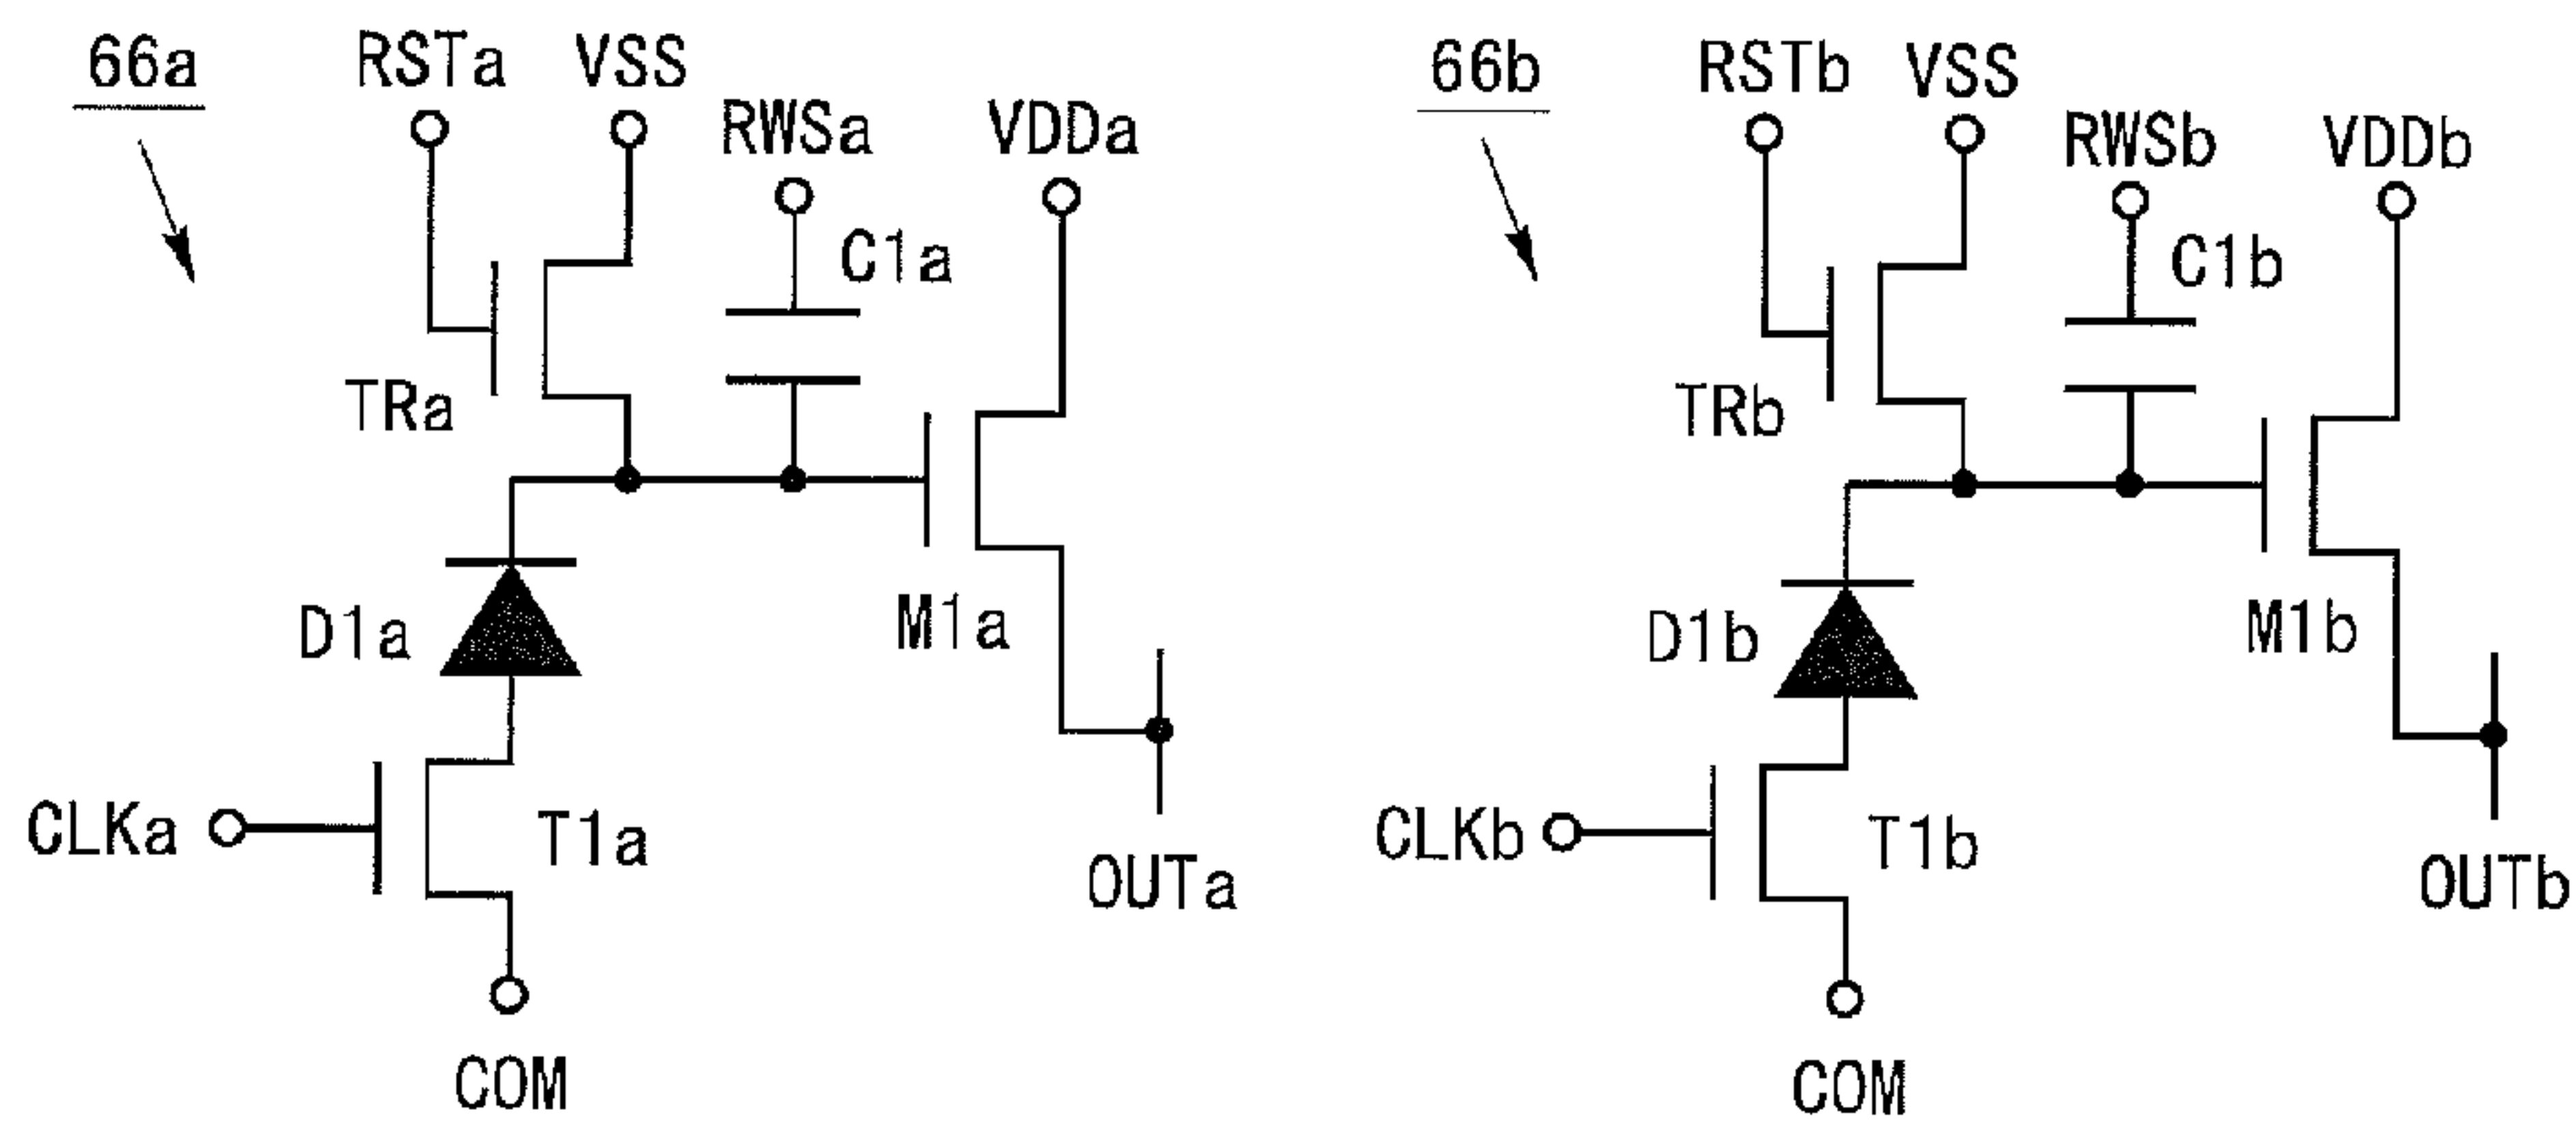 66a
RSTa
VSS
RWSa
VDDa
C1a
TRa
D1a
M1a
CLKa
T1a
OUTa
COM
66b
RSTb
VSS
RWSb
VDDb
C1b
TRb
D1b
M1b
CLKb
T1b
OUTb
COM